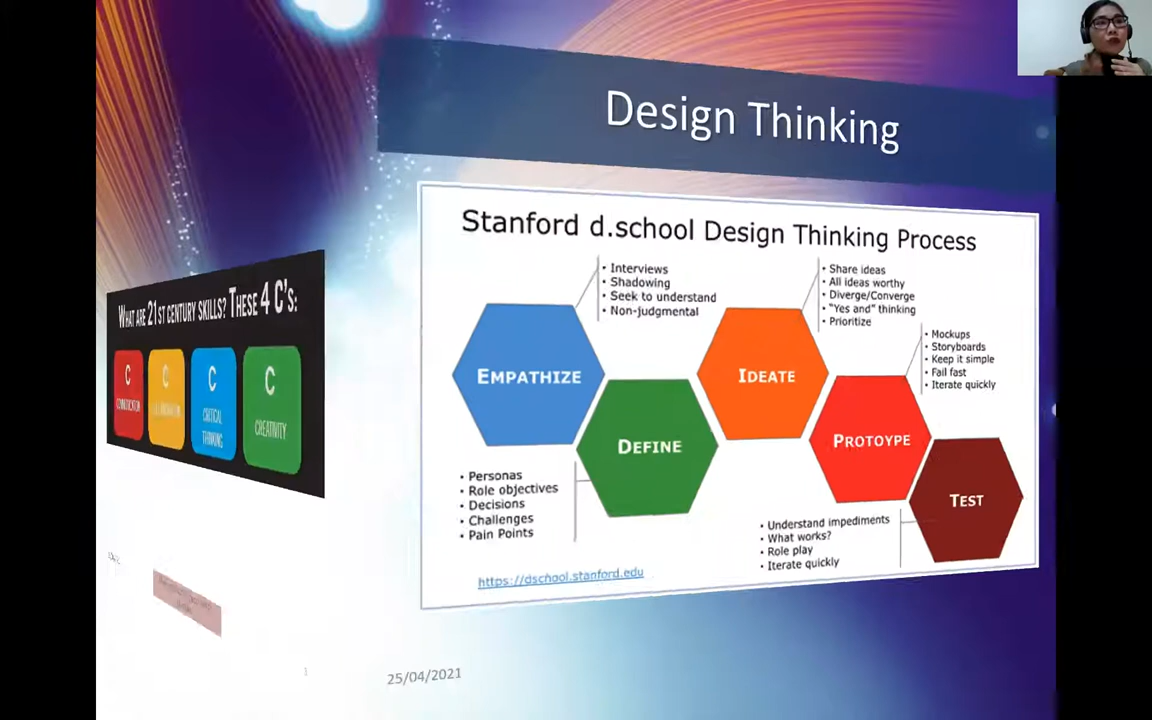 Design Thinking
Stanford d.school Design Thinking Process
• Interviews
• Shadowing
• Seek to understand
• Non-judgmental
• Share ideas
• All ideas worthy
• Diverge/Converge
• "Yes and" thinking
• Prioritize
• Mockups
• Storyboards
• Keep it simple
• Fail fast
• Iterate quickly
EMPATHIZE
DEFINE
IDEATE
PROTOYPE
TEST
• Personas
• Role objectives
• Decisions
• Challenges
• Pain Points
• Understand impediments
• What works?
• Role play
• Iterate quickly
https://dschool.stanford.edu
WHAT ARE 21ST CENTURY SKILLS? THESE 4 C'S:
C
COMMUNICATION
C
COLLABORATION
C
CRITICAL
THINKING
C
CREATIVITY
1
25/04/2021